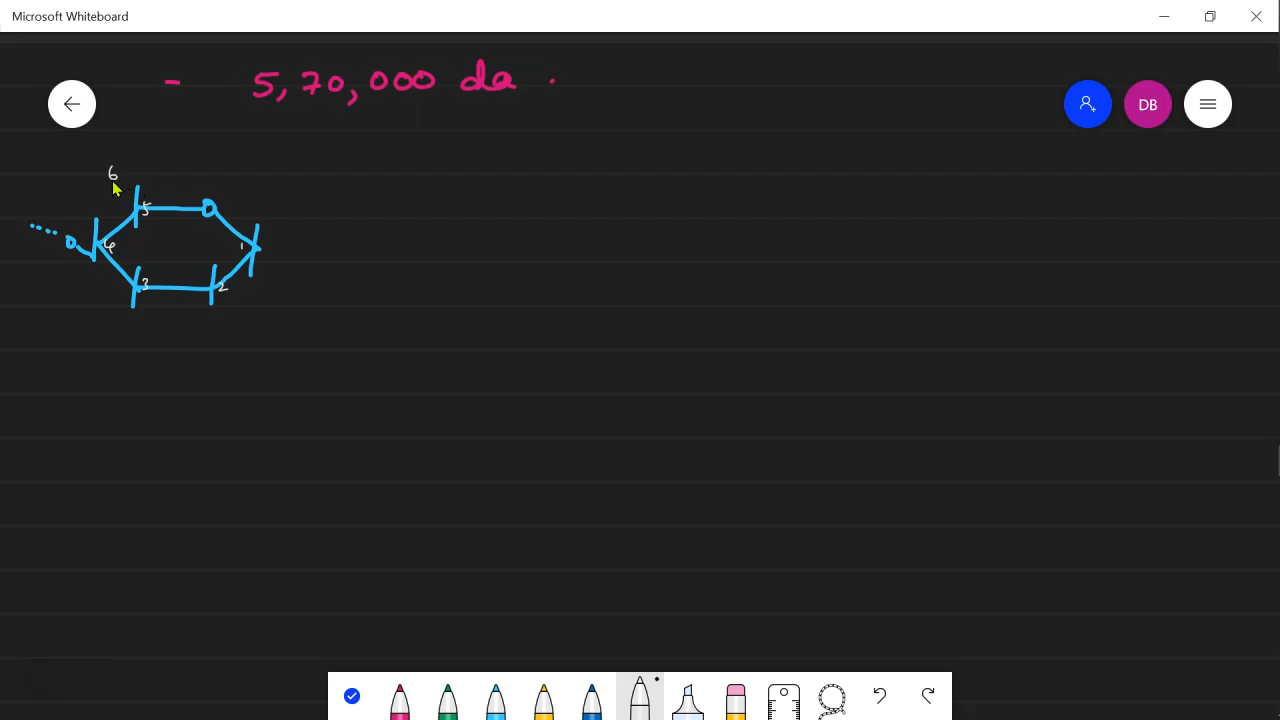 Microsoft Whiteboard
- 5,70,000 da .
DB
6
5 O
O 4 1
3 2